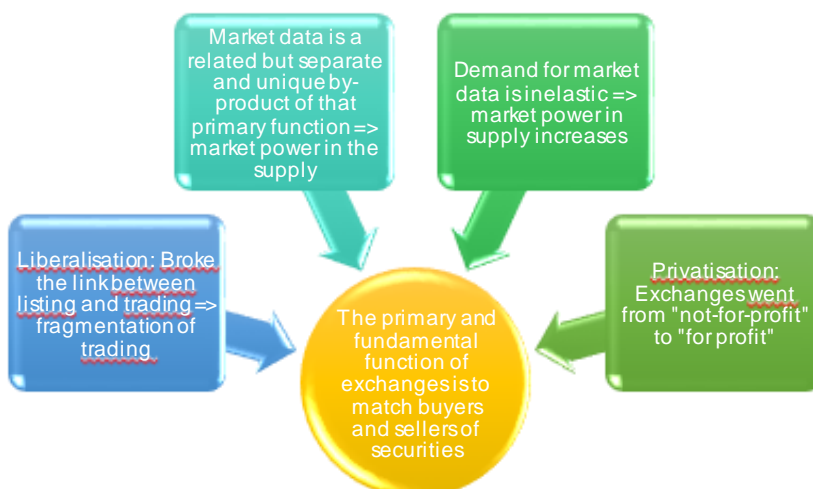 Market data is a
related but separate
and unique by-
product of that
primary function =>
market power in the
supply
Demand for market
data is inelastic =>
market power in
supply increases
Liberalisation: Broke
the link between
listing and trading =>
fragmentation of
trading
Privatisation:
Exchanges went
from "not-for-profit"
to "for profit"
The primary and
fundamental
function of
exchanges is to
match buyers
and sellers of
securities